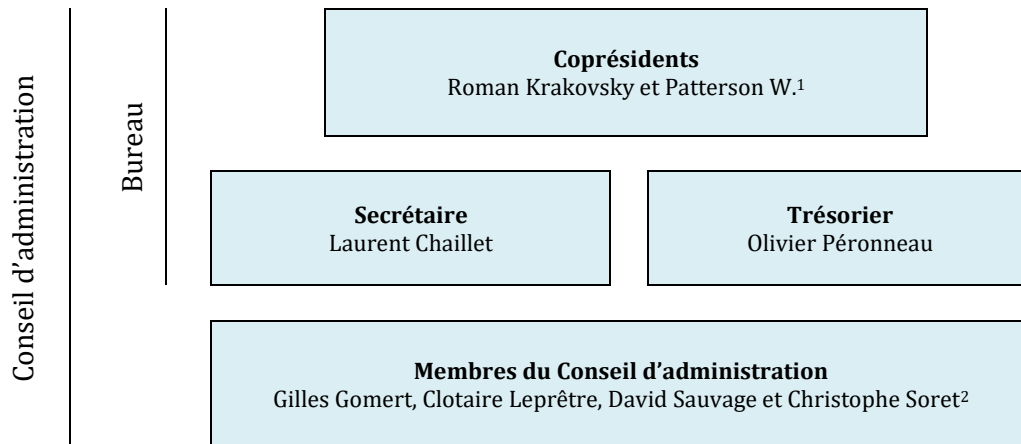 Conseil d’administration
Bureau
Coprésidents
Roman Krakovsky et Patterson W.¹
Secrétaire
Laurent Chaillet
Trésorier
Olivier Péronneau
Membres du Conseil d’administration
Gilles Gomert, Clotaire Leprêtre, David Sauvage et Christophe Soret²